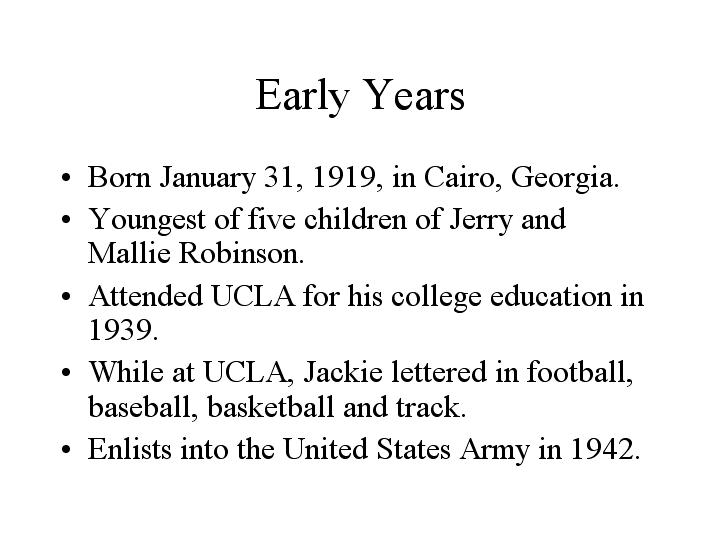 Early Years
• Born January 31, 1919, in Cairo, Georgia.
• Youngest of five children of Jerry and
Mallie Robinson.
• Attended UCLA for his college education in
1939.
• While at UCLA, Jackie lettered in football,
baseball, basketball and track.
• Enlists into the United States Army in 1942.